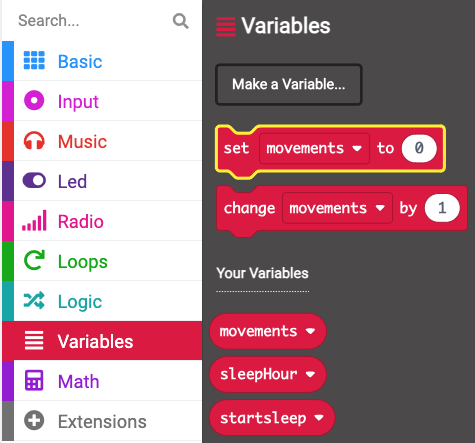 Search...
Basic
Input
Music
Led
Radio
Loops
Logic
Variables
Math
Extensions
Variables
Make a Variable...
set movements to 0
change movements by 1
Your Variables
movements
sleepHour
startsleep